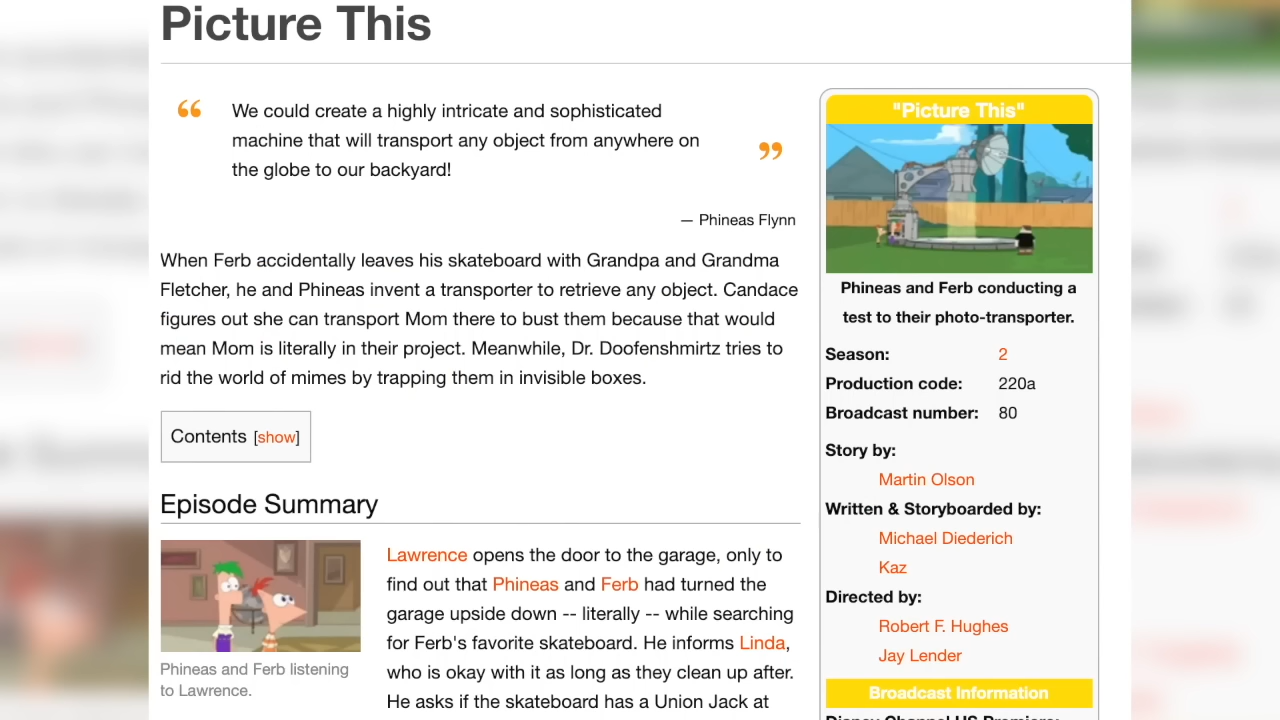 Picture This
“ We could create a highly intricate and sophisticated
machine that will transport any object from anywhere on
the globe to our backyard! ”
— Phineas Flynn
When Ferb accidentally leaves his skateboard with Grandpa and Grandma
Fletcher, he and Phineas invent a transporter to retrieve any object. Candace
figures out she can transport Mom there to bust them because that would
mean Mom is literally in their project. Meanwhile, Dr. Doofenshmirtz tries to
rid the world of mimes by trapping them in invisible boxes.
Contents [show]
Episode Summary
Phineas and Ferb listening
to Lawrence.
Lawrence opens the door to the garage, only to
find out that Phineas and Ferb had turned the
garage upside down -- literally -- while searching
for Ferb's favorite skateboard. He informs Linda,
who is okay with it as long as they clean up after.
He asks if the skateboard has a Union Jack at
"Picture This"
Phineas and Ferb conducting a
test to their photo-transporter.
Season: 2
Production code: 220a
Broadcast number: 80
Story by:
Martin Olson
Written & Storyboarded by:
Michael Diederich
Kaz
Directed by:
Robert F. Hughes
Jay Lender
Broadcast Information
Disney Channel US Premiere: